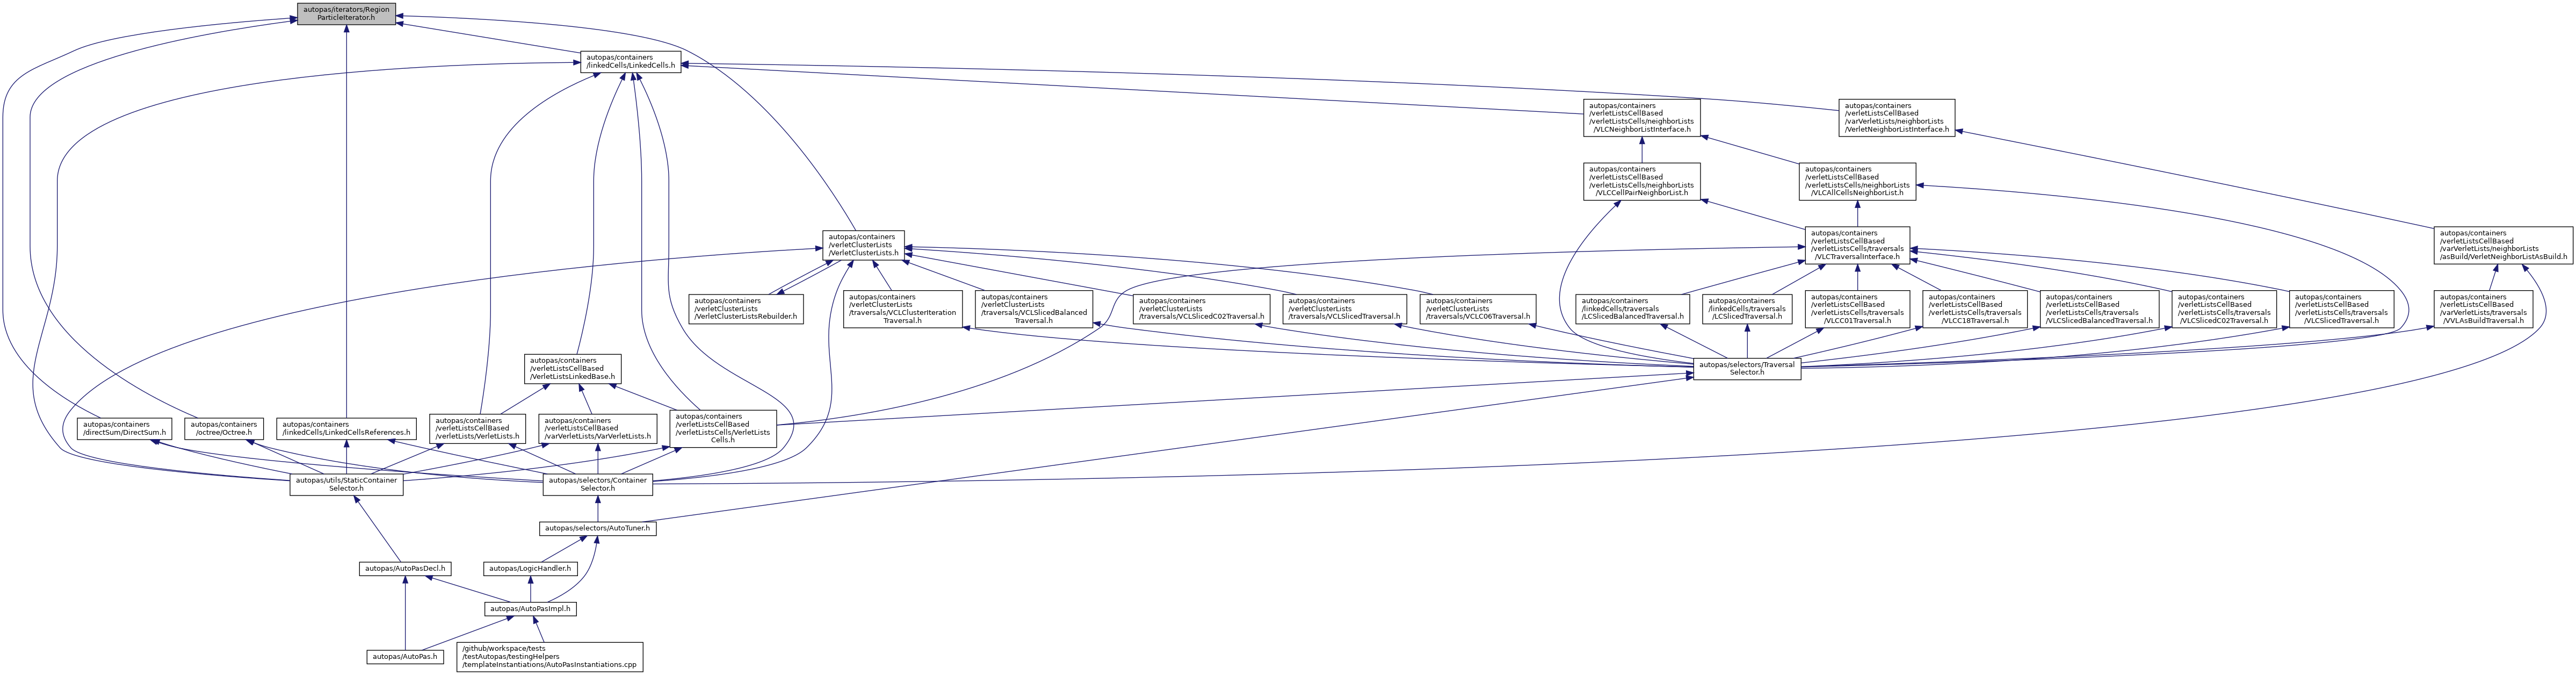 autopas/iterators/Region
ParticleIterator.h
autopas/containers
/linkedCells/LinkedCells.h
autopas/containers
/verletListsCellBased
/verletListsCells/neighborLists
/VLCNeighborListInterface.h
autopas/containers
/verletListsCellBased
/varVerletLists/neighborLists
/VerletNeighborListInterface.h
autopas/containers
/verletListsCellBased
/verletListsCells/neighborLists
/VLCCellPairNeighborList.h
autopas/containers
/verletListsCellBased
/verletListsCells/neighborLists
/VLCAllCellsNeighborList.h
autopas/containers
/verletClusterLists
/VerletClusterLists.h
autopas/containers
/verletListsCellBased
/verletListsCells/traversals
/VLCTraversalInterface.h
autopas/containers
/verletListsCellBased
/varVerletLists/neighborLists
/asBuild/VerletNeighborListAsBuild.h
autopas/containers
/verletClusterLists
/VerletClusterListsRebuilder.h
autopas/containers
/verletClusterLists
/traversals/VCLClusterIteration
Traversal.h
autopas/containers
/verletClusterLists
/traversals/VCLSlicedBalanced
Traversal.h
autopas/containers
/verletClusterLists
/traversals/VCLSlicedC02Traversal.h
autopas/containers
/verletClusterLists
/traversals/VCLSlicedTraversal.h
autopas/containers
/verletClusterLists
/traversals/VCLC06Traversal.h
autopas/containers
/linkedCells/traversals
/LCSlicedBalancedTraversal.h
autopas/containers
/linkedCells/traversals
/LCSlicedTraversal.h
autopas/containers
/verletListsCellBased
/verletListsCells/traversals
/VLCC01Traversal.h
autopas/containers
/verletListsCellBased
/verletListsCells/traversals
/VLCC18Traversal.h
autopas/containers
/verletListsCellBased
/verletListsCells/traversals
/VLCSlicedBalancedTraversal.h
autopas/containers
/verletListsCellBased
/verletListsCells/traversals
/VLCSlicedC02Traversal.h
autopas/containers
/verletListsCellBased
/verletListsCells/traversals
/VLCSlicedTraversal.h
autopas/containers
/verletListsCellBased
/varVerletLists/traversals
/VVLAsBuildTraversal.h
autopas/containers
/verletListsCellBased
/VerletListsLinkedBase.h
autopas/selectors/Traversal
Selector.h
autopas/containers
/directSum/DirectSum.h
autopas/containers
/octree/Octree.h
autopas/containers
/linkedCells/LinkedCellsReferences.h
autopas/containers
/verletListsCellBased
/verletLists/VerletLists.h
autopas/containers
/verletListsCellBased
/varVerletLists/VarVerletLists.h
autopas/containers
/verletListsCellBased
/verletListsCells/VerletLists
Cells.h
autopas/utils/StaticContainer
Selector.h
autopas/selectors/Container
Selector.h
autopas/selectors/AutoTuner.h
autopas/AutoPasDecl.h
autopas/LogicHandler.h
autopas/AutoPasImpl.h
autopas/AutoPas.h
/github/workspace/tests
/testAutopas/testingHelpers
/templateInstantiations/AutoPasInstantiations.cpp